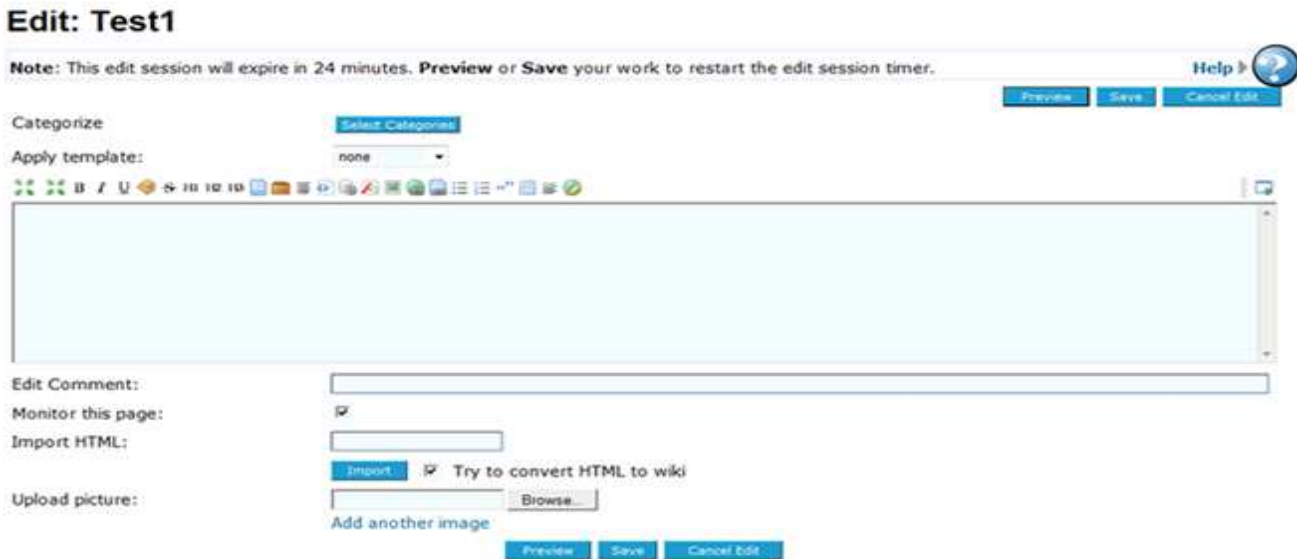 Edit: Test1
Note: This edit session will expire in 24 minutes. Preview or Save your work to restart the edit session timer.
Help
Preview Save Cancel Edit
Categorize Select Categories
Apply template: none
B I U S H1 H2 H3
Edit Comment:
Monitor this page:
Import HTML:
Import Try to convert HTML to wiki
Upload picture: Browse...
Add another image
Preview Save Cancel Edit